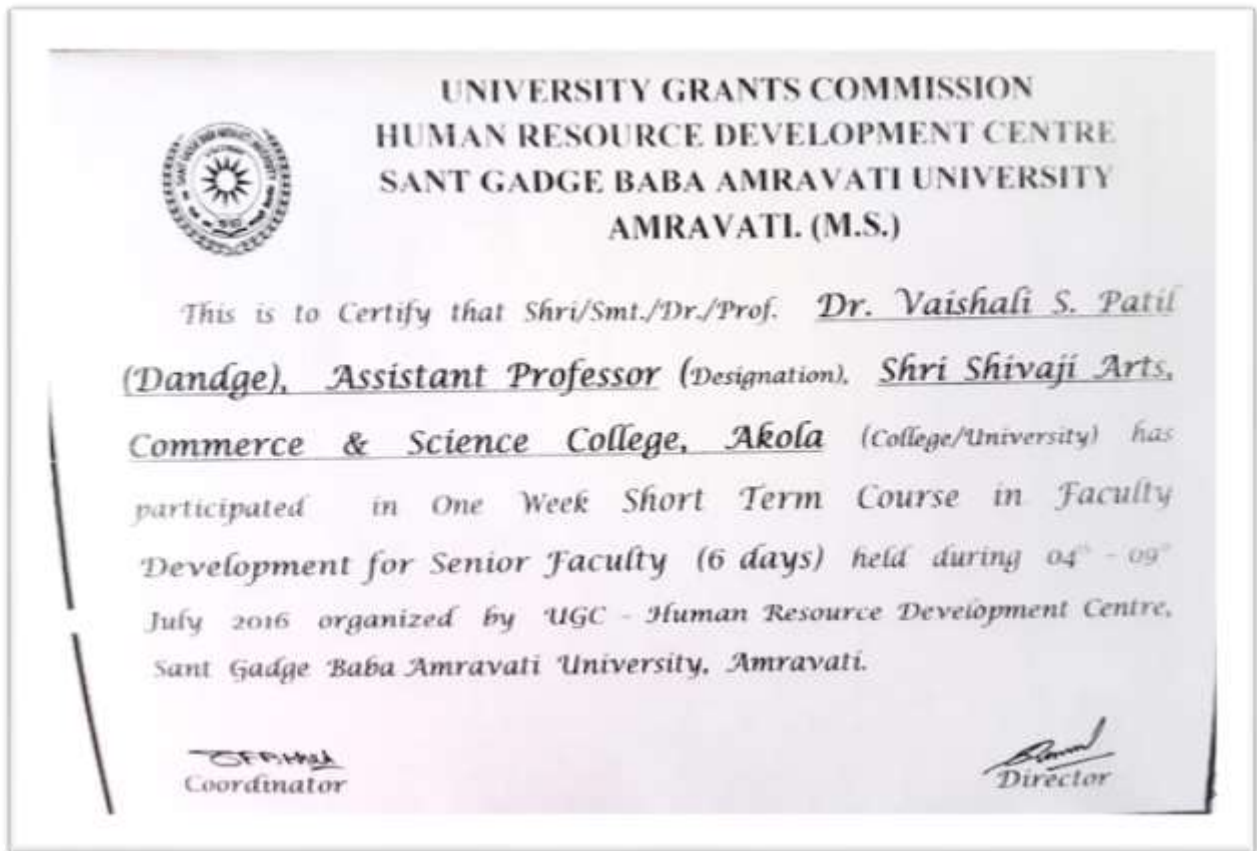 UNIVERSITY GRANTS COMMISSION
HUMAN RESOURCE DEVELOPMENT CENTRE
SANT GADGE BABA AMRAVATI UNIVERSITY
AMRAVATI. (M.S.)
This is to Certify that Shri/Smt./Dr./Prof. Dr. Vaishali S. Patil
(Dandge), Assistant Professor (Designation), Shri Shivaji Arts,
Commerce & Science College, Akola (College/University) has
participated in One Week Short Term Course in Faculty
Development for Senior Faculty (6 days) held during 04th - 09th
July 2016 organized by UGC - Human Resource Development Centre,
Sant Gadge Baba Amravati University, Amravati.
Coordinator
Director